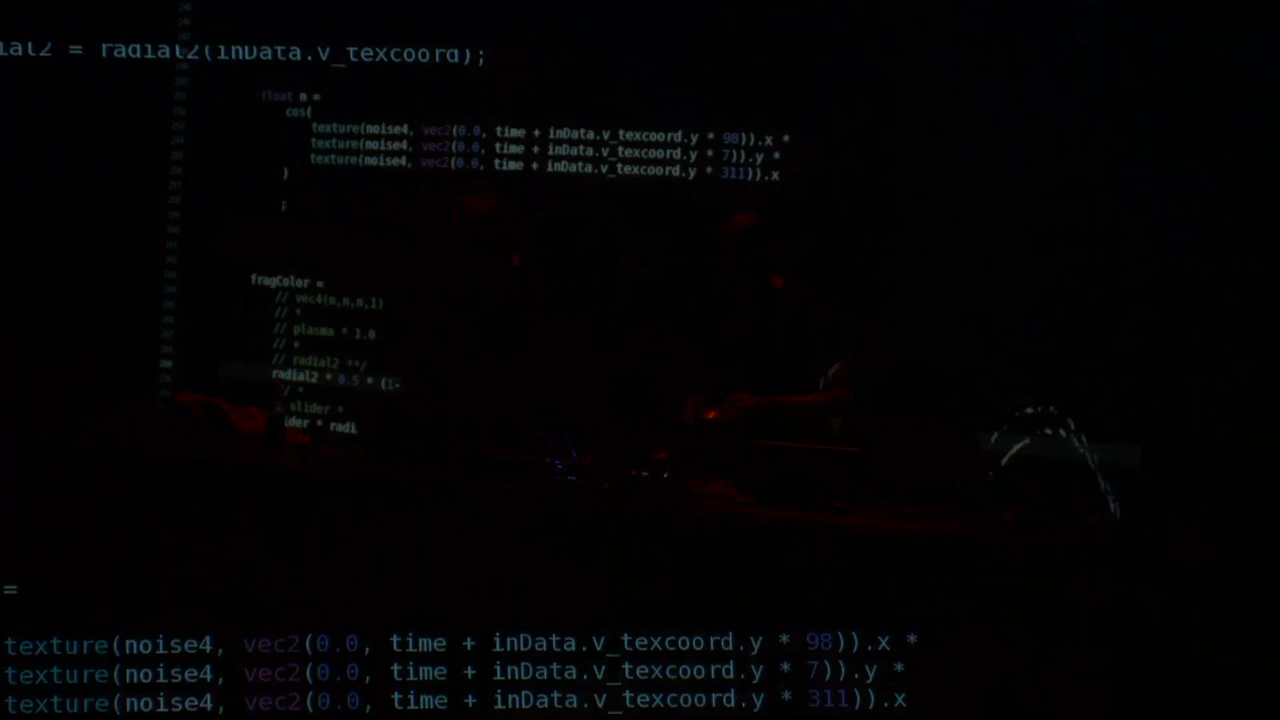 ial2 = radial2(inData.v_texcoord);
float n =
cos(
texture(noise4, vec2(0.0, time + inData.v_texcoord.y * 98)).x *
texture(noise4, vec2(0.0, time + inData.v_texcoord.y * 7)).y *
texture(noise4, vec2(0.0, time + inData.v_texcoord.y * 311)).x
)
;
fragColor =
// vec4(n,n,n,1)
// *
// plasma * 1.0
// +
// radial2 **/
radial2 * 0.5 * (1-
/ *
slider +
ider * radi
=
texture(noise4, vec2(0.0, time + inData.v_texcoord.y * 98)).x *
texture(noise4, vec2(0.0, time + inData.v_texcoord.y * 7)).y *
texture(noise4, vec2(0.0, time + inData.v_texcoord.y * 311)).x